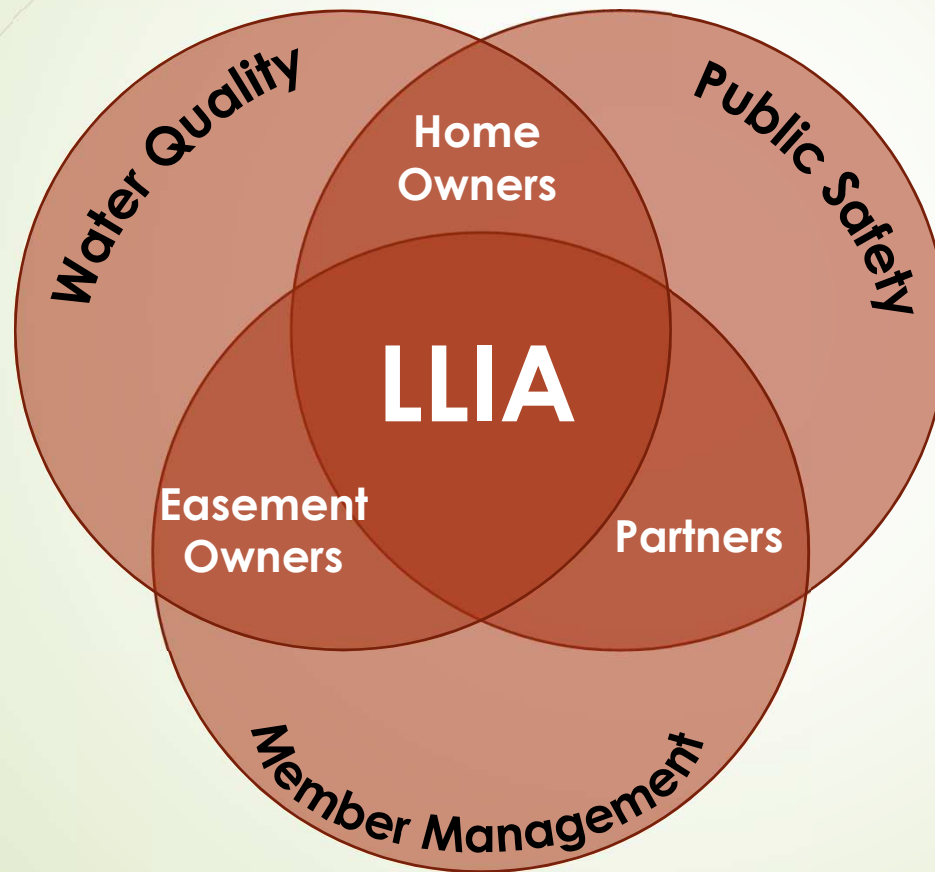 Water Quality
Public Safety
Home
Owners
LLIA
Easement
Owners
Partners
Member Management